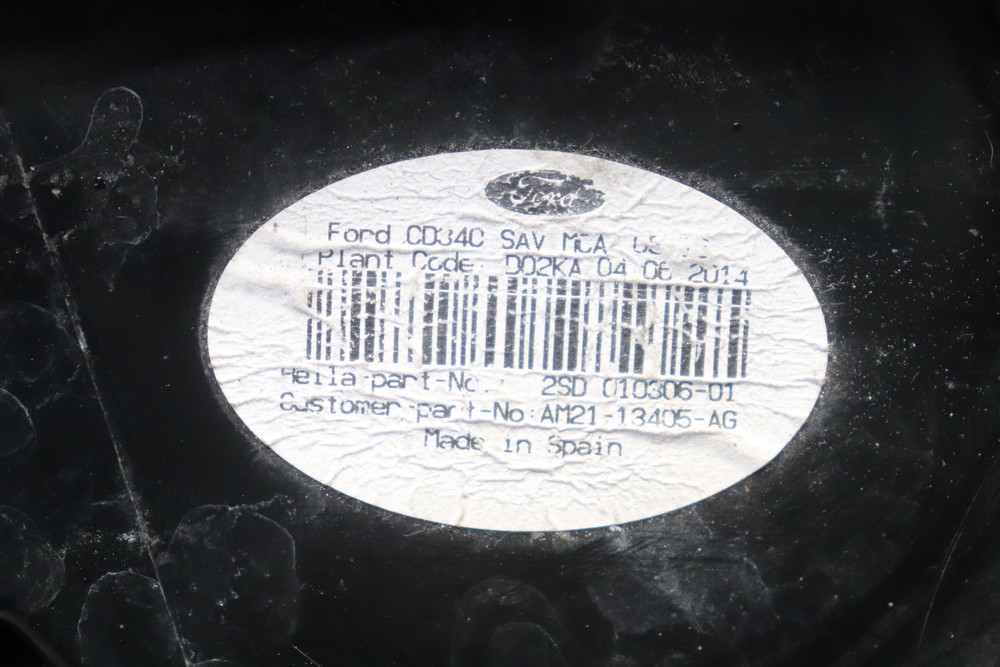 Ford
Ford CD340 SAV MCA
Plant Code: D02KA 04 06 2014
Hella-part-No.: 2SD 010306-01
Customer-part-No: AM21-13405-AG
Made in Spain